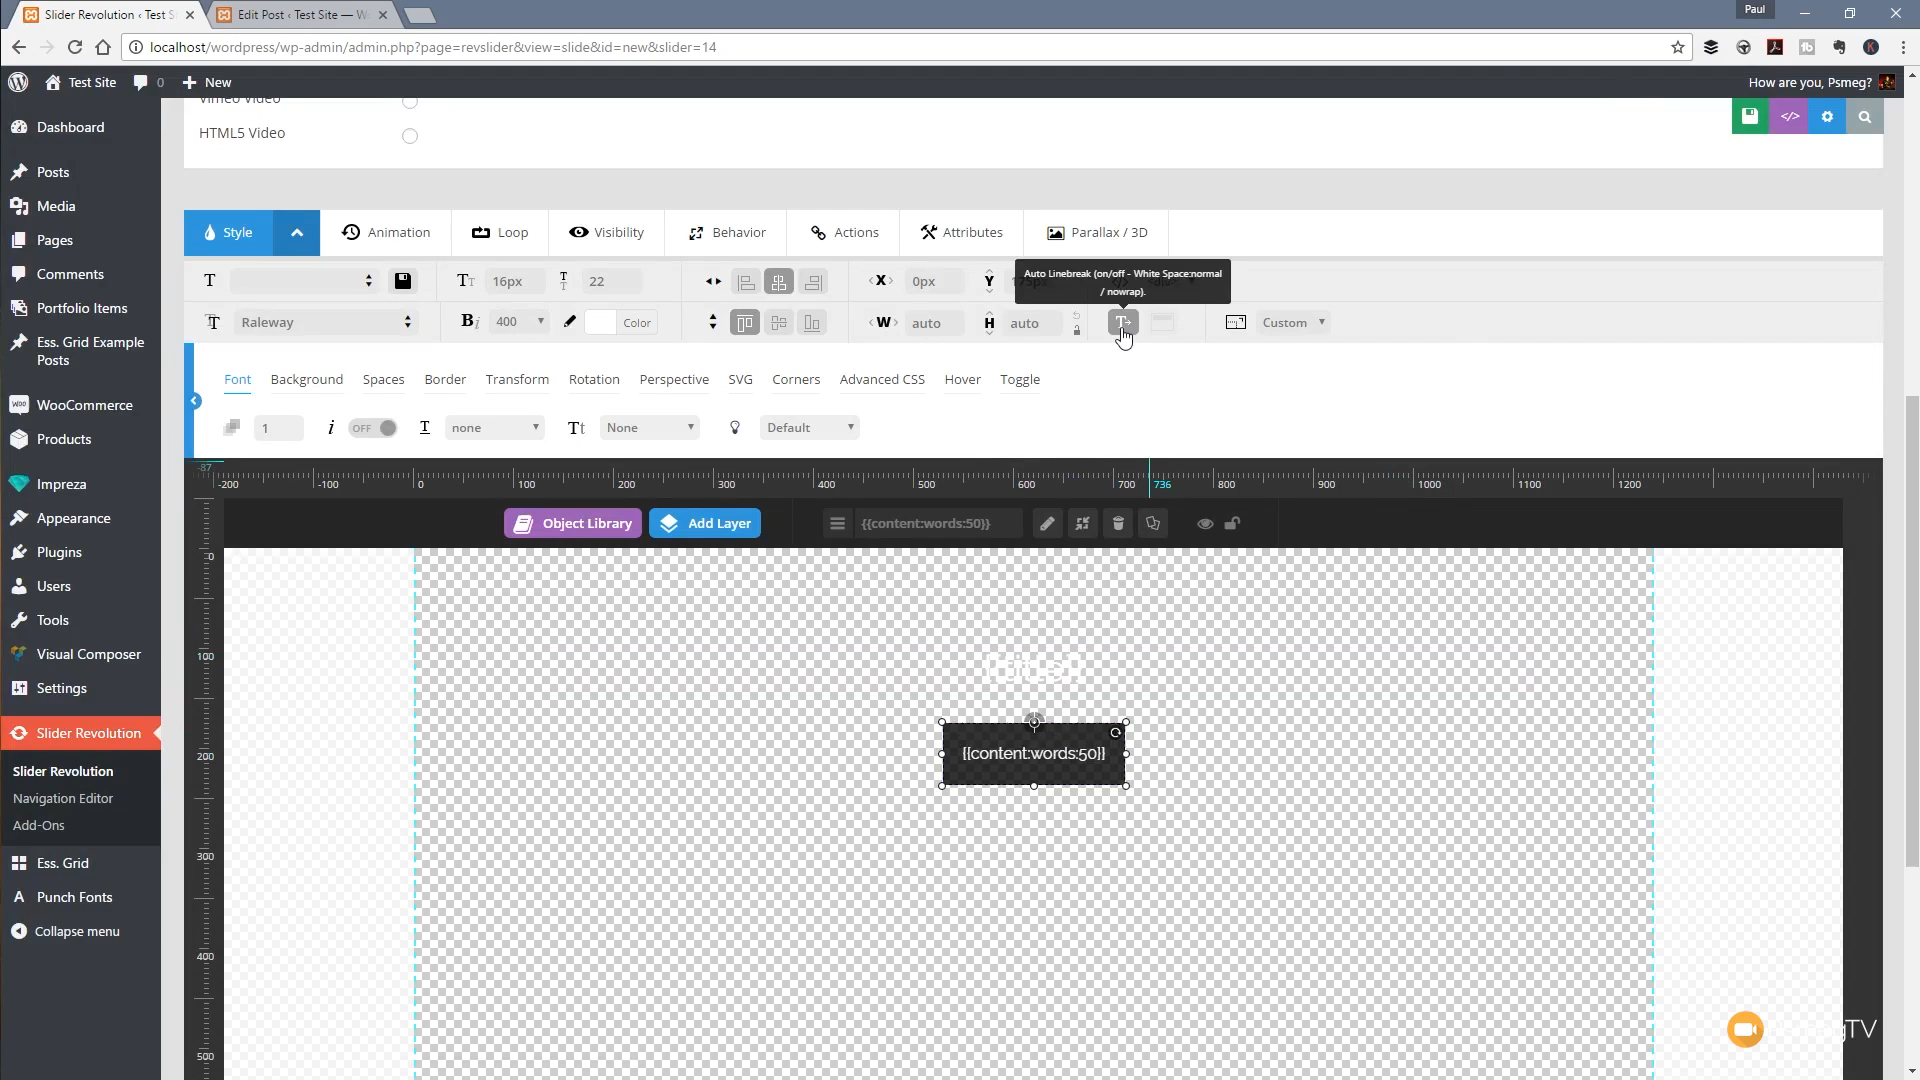 Slider Revolution ‹ Test S
Edit Post ‹ Test Site — W
Paul
localhost/wordpress/wp-admin/admin.php?page=revslider&view=slide&id=new&slider=14
Test Site
0
New
How are you, Psmeg?
Vimeo Video
HTML5 Video
Dashboard
Posts
Media
Pages
Comments
Portfolio Items
Ess. Grid Example
Posts
WooCommerce
Products
Impreza
Appearance
Plugins
Users
Tools
Visual Composer
Settings
Slider Revolution
Slider Revolution
Navigation Editor
Add-Ons
Ess. Grid
Punch Fonts
Collapse menu
Style
Animation
Loop
Visibility
Behavior
Actions
Attributes
Parallax / 3D
16px
22
X
0px
Y
Auto Linebreak (on/off - White Space:normal
/ nowrap).
Raleway
400
Color
W
auto
H
auto
Custom
Font
Background
Spaces
Border
Transform
Rotation
Perspective
SVG
Corners
Advanced CSS
Hover
Toggle
1
OFF
none
None
Default
-87
-200 -100 0 100 200 300 400 500 600 700 736 800 900 1000 1100 1200
Object Library
Add Layer
{{content:words:50}}
0
100
200
300
400
500
{{title}}
{{content:words:50}}
TV